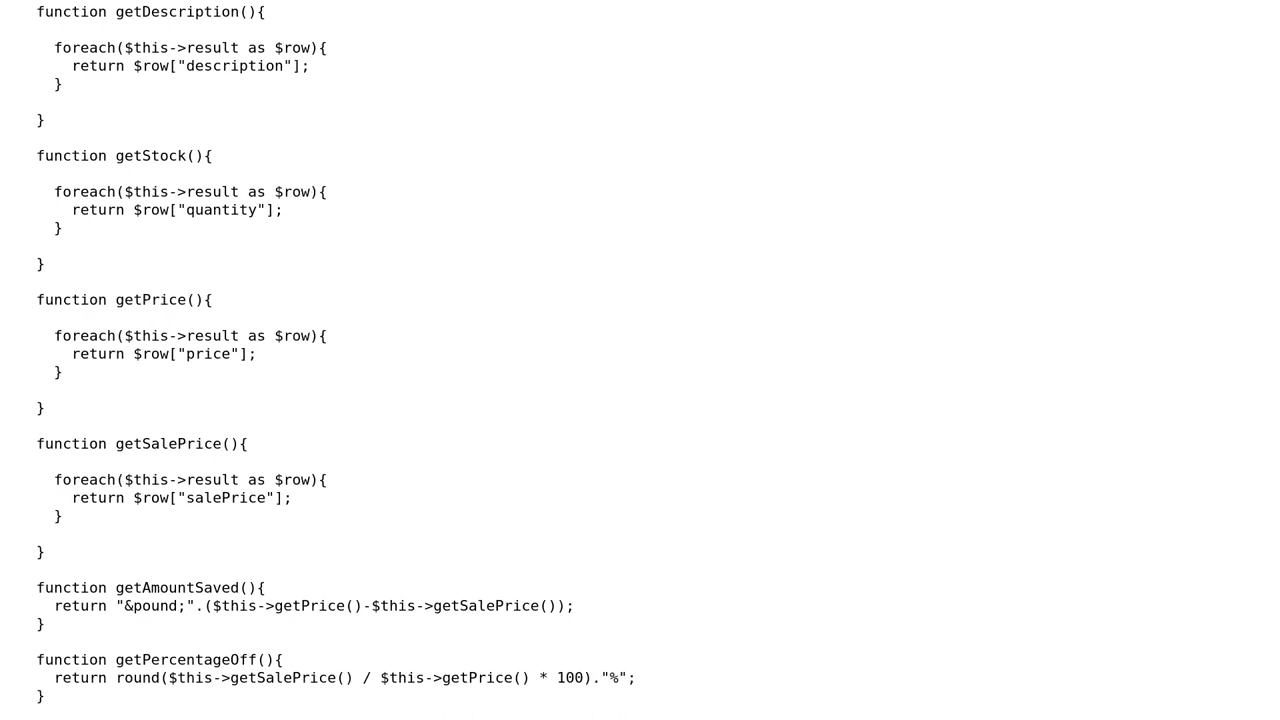 function getDescription(){
foreach($this->result as $row){
return $row["description"];
}
}
function getStock(){
foreach($this->result as $row){
return $row["quantity"];
}
}
function getPrice(){
foreach($this->result as $row){
return $row["price"];
}
}
function getSalePrice(){
foreach($this->result as $row){
return $row["salePrice"];
}
}
function getAmountSaved(){
return "&pound;".($this->getPrice()-$this->getSalePrice());
}
function getPercentageOff(){
return round($this->getSalePrice() / $this->getPrice() * 100)."%";
}